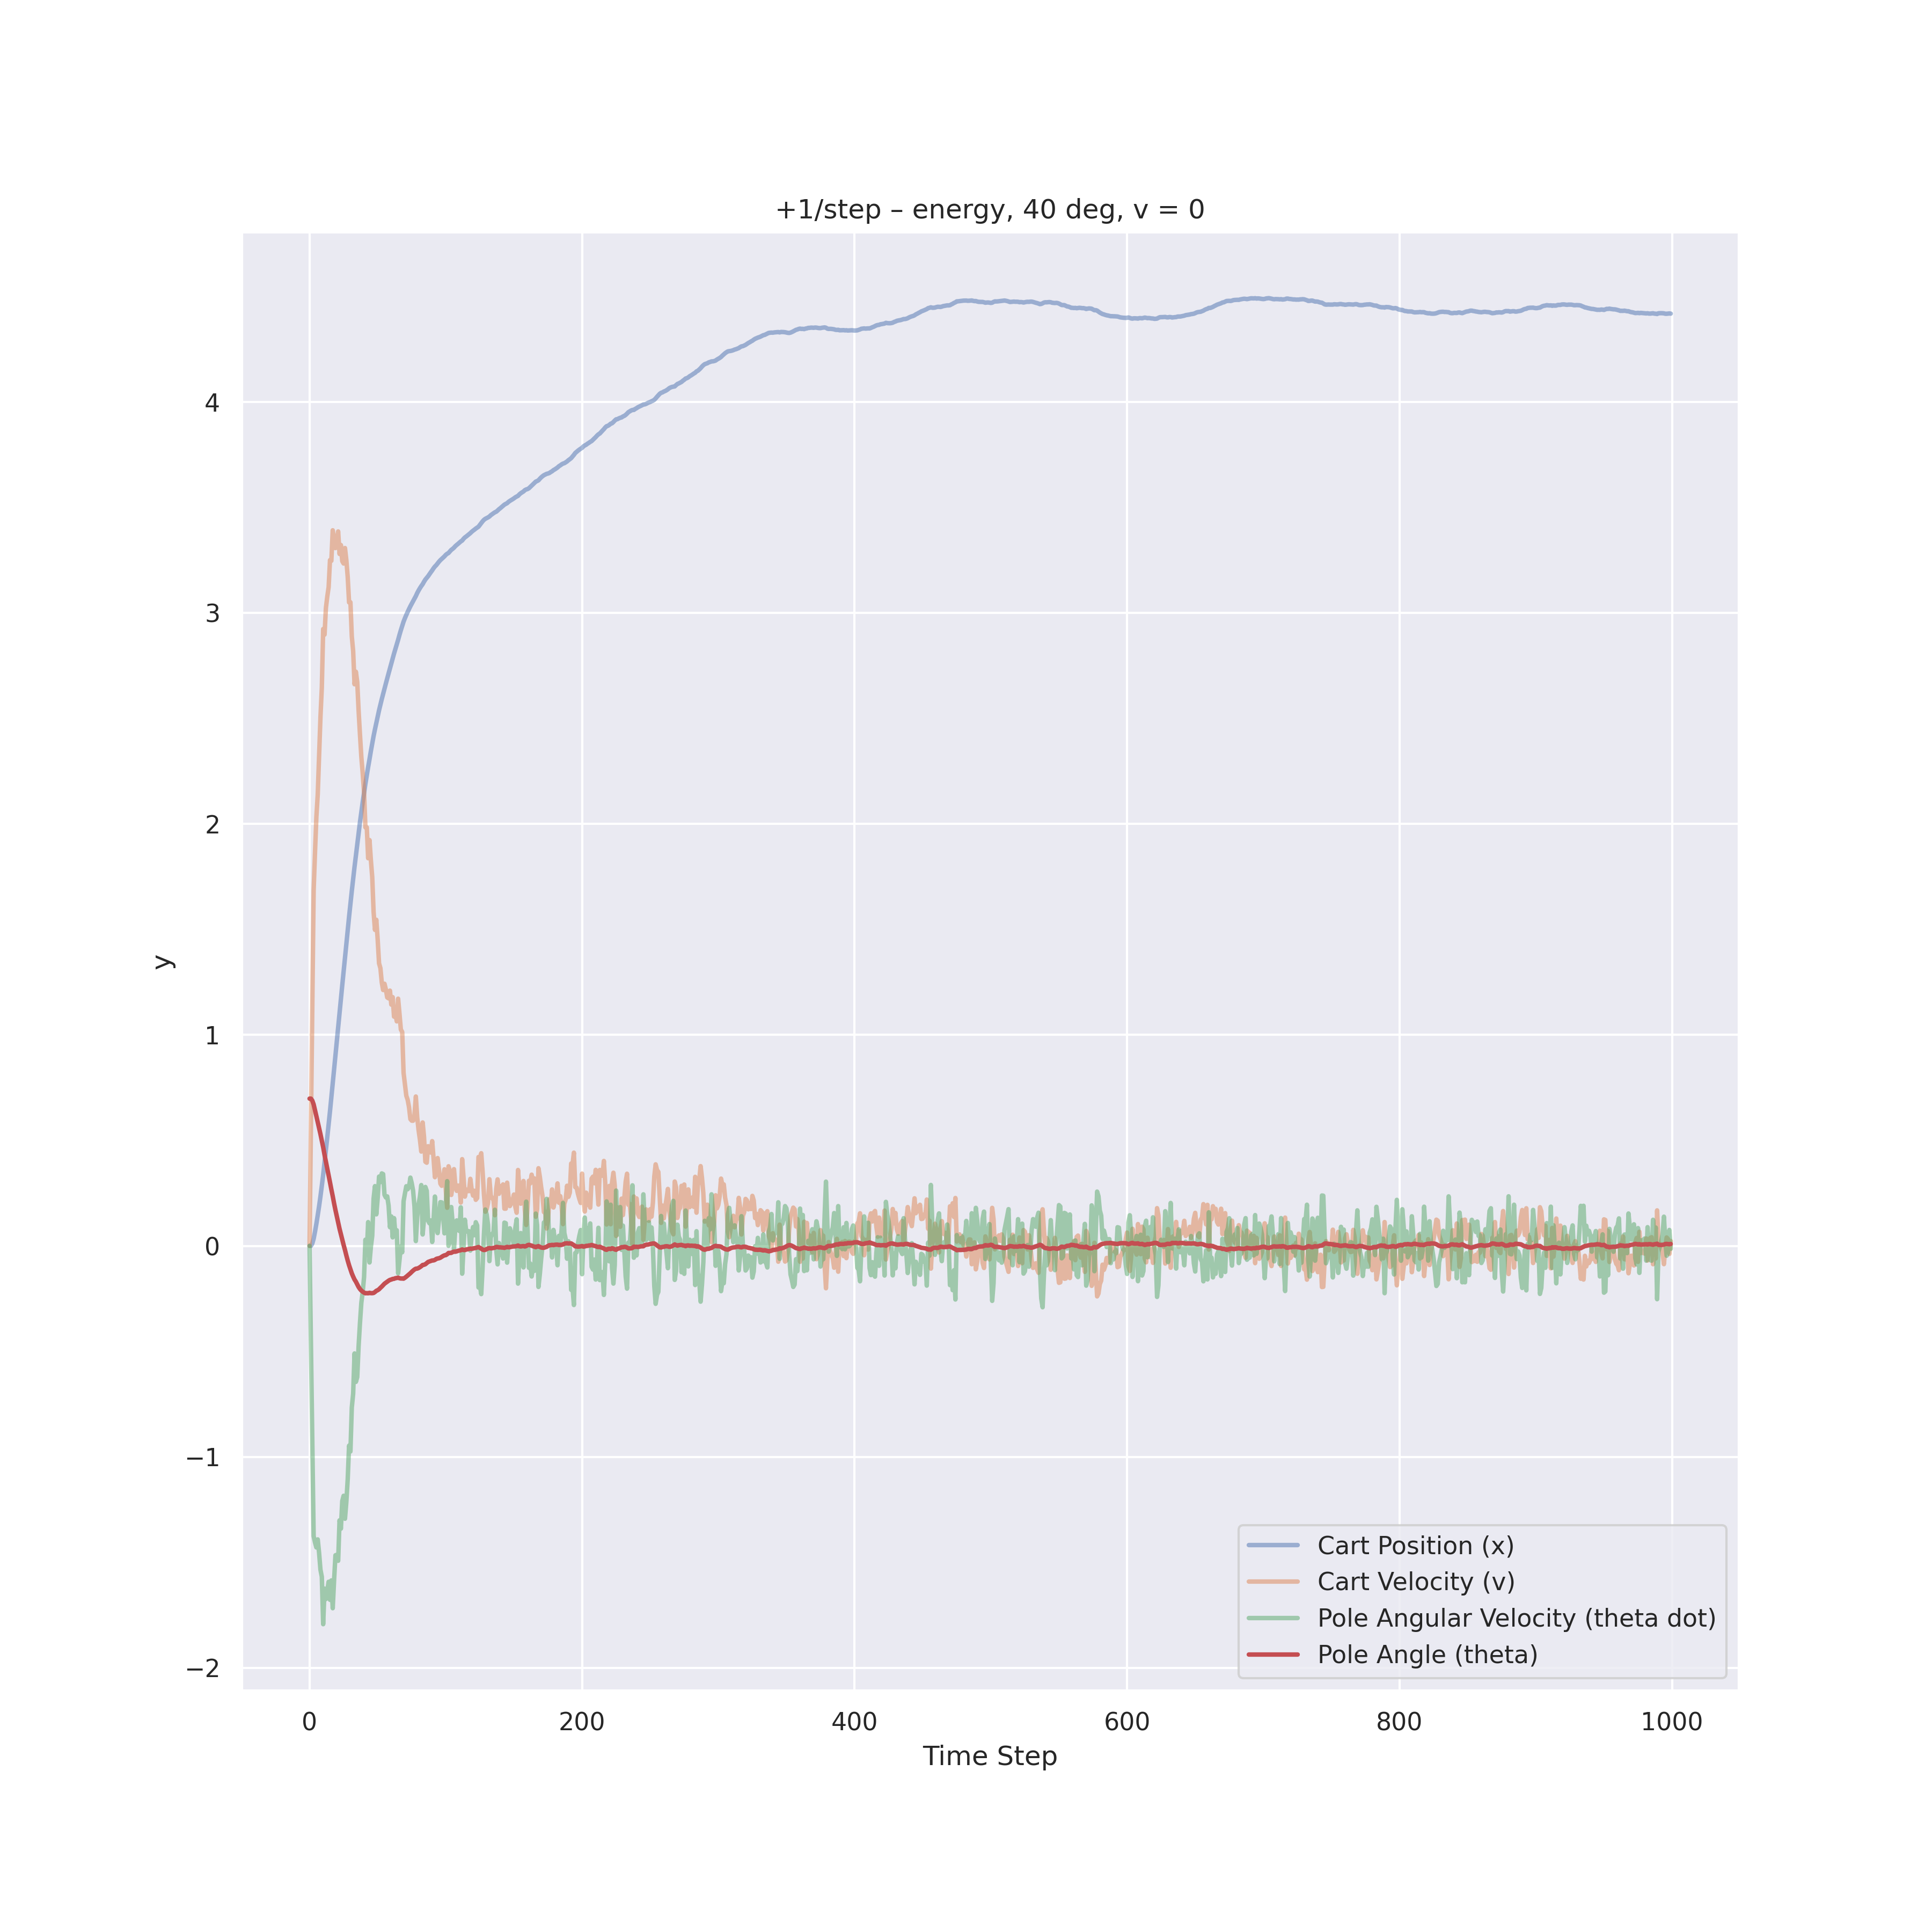 +1/step – energy, 40 deg, v = 0
y
4
3
2
1
0
−1
−2
0 200 400 600 800 1000
Time Step
Cart Position (x)
Cart Velocity (v)
Pole Angular Velocity (theta dot)
Pole Angle (theta)